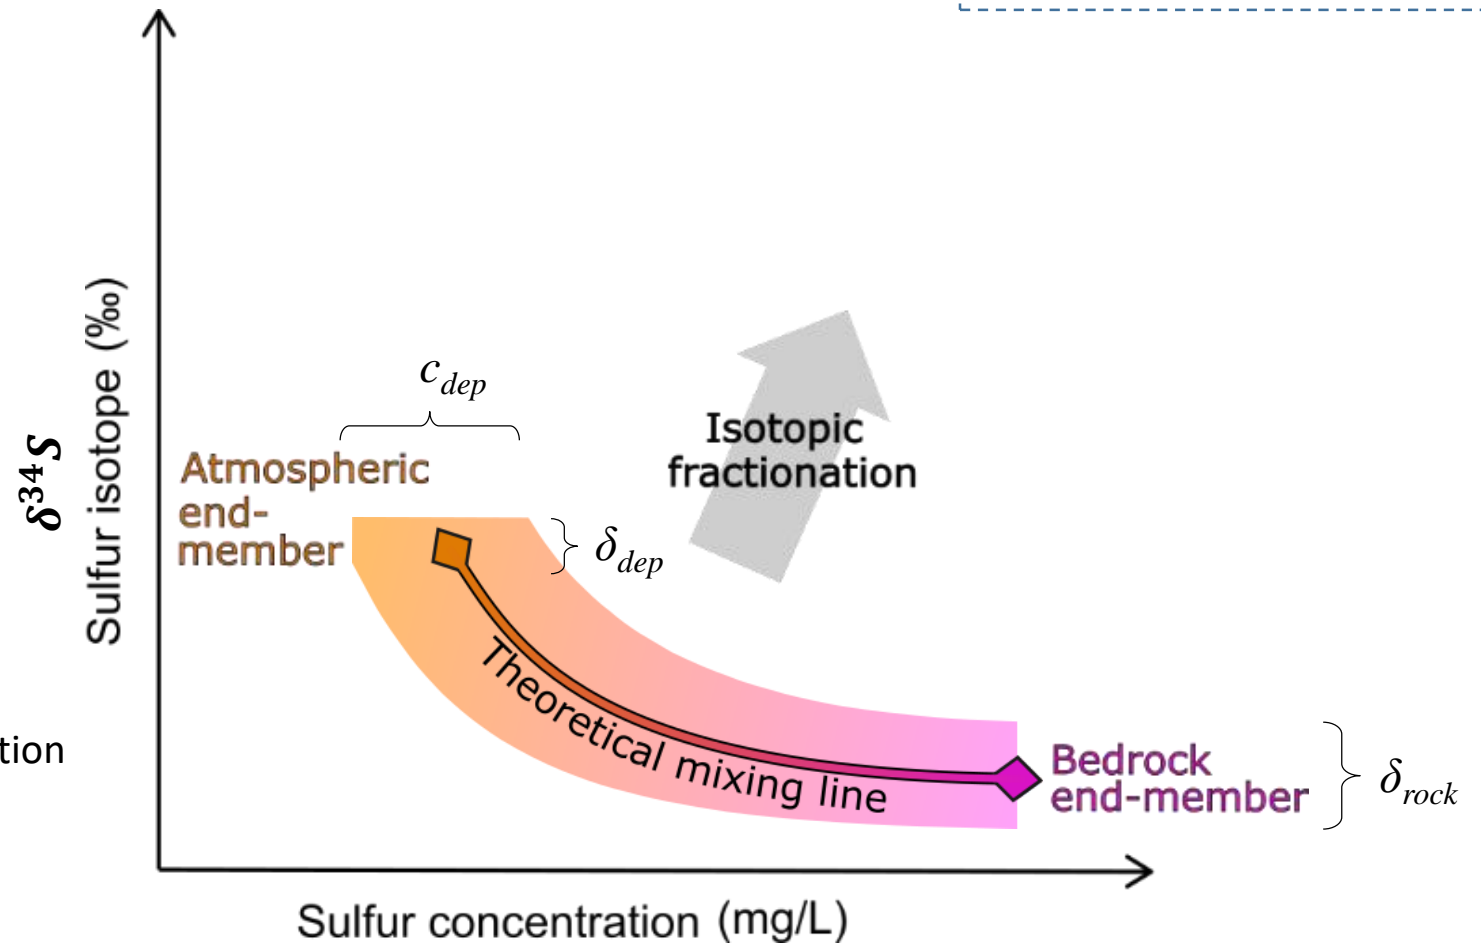 δ³⁴S
Sulfur isotope (‰)
c_dep
Atmospheric
end-
member
δ_dep
Isotopic
fractionation
Theoretical mixing line
Bedrock
end-member
δ_rock
tion
Sulfur concentration (mg/L)